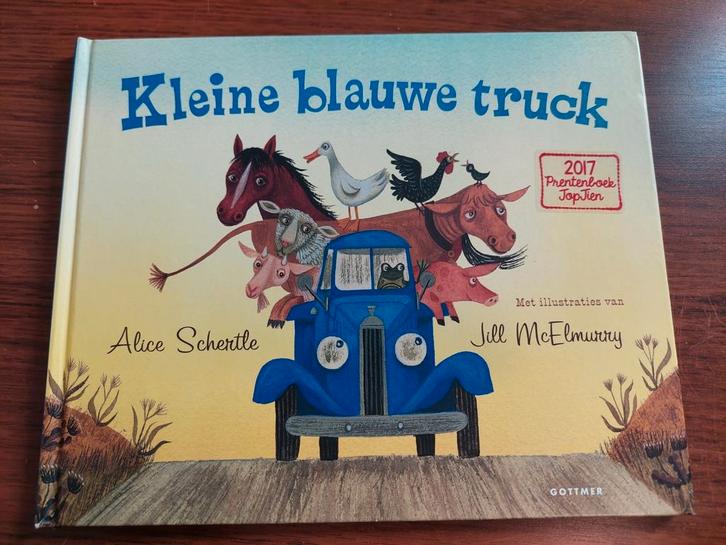 Kleine blauwe truck
2017
Prentenboek
TopTien
Met illustraties van
Alice Schertle
Jill McElmurry
GOTTMER